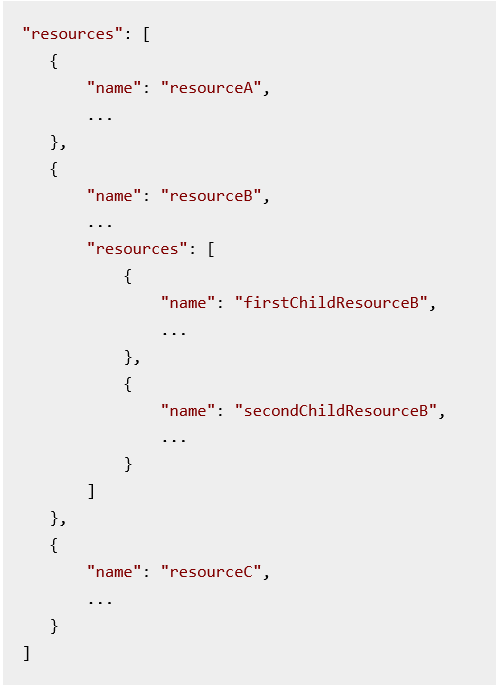 "resources": [
   {
       "name": "resourceA",
       ...
   },
   {
       "name": "resourceB",
       ...
       "resources": [
           {
               "name": "firstChildResourceB",
               ...
           },
           {
               "name": "secondChildResourceB",
               ...
           }
       ]
   },
   {
       "name": "resourceC",
       ...
   }
]